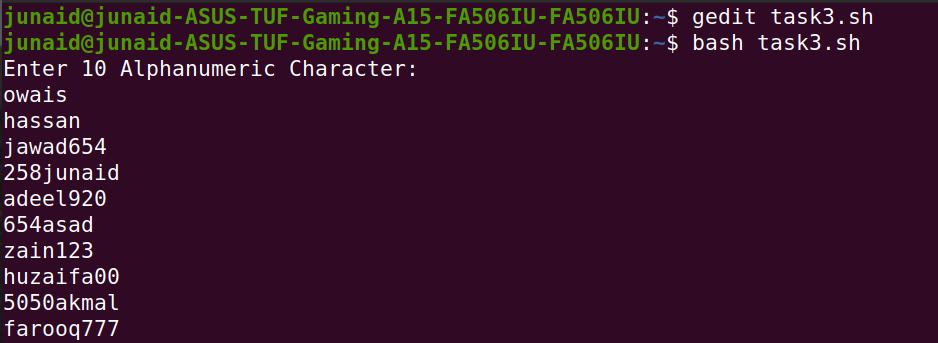 junaid@junaid-ASUS-TUF-Gaming-A15-FA506IU-FA506IU:~$ gedit task3.sh
junaid@junaid-ASUS-TUF-Gaming-A15-FA506IU-FA506IU:~$ bash task3.sh
Enter 10 Alphanumeric Character:
owais
hassan
jawad654
258junaid
adeel920
654asad
zain123
huzaifa00
5050akmal
farooq777